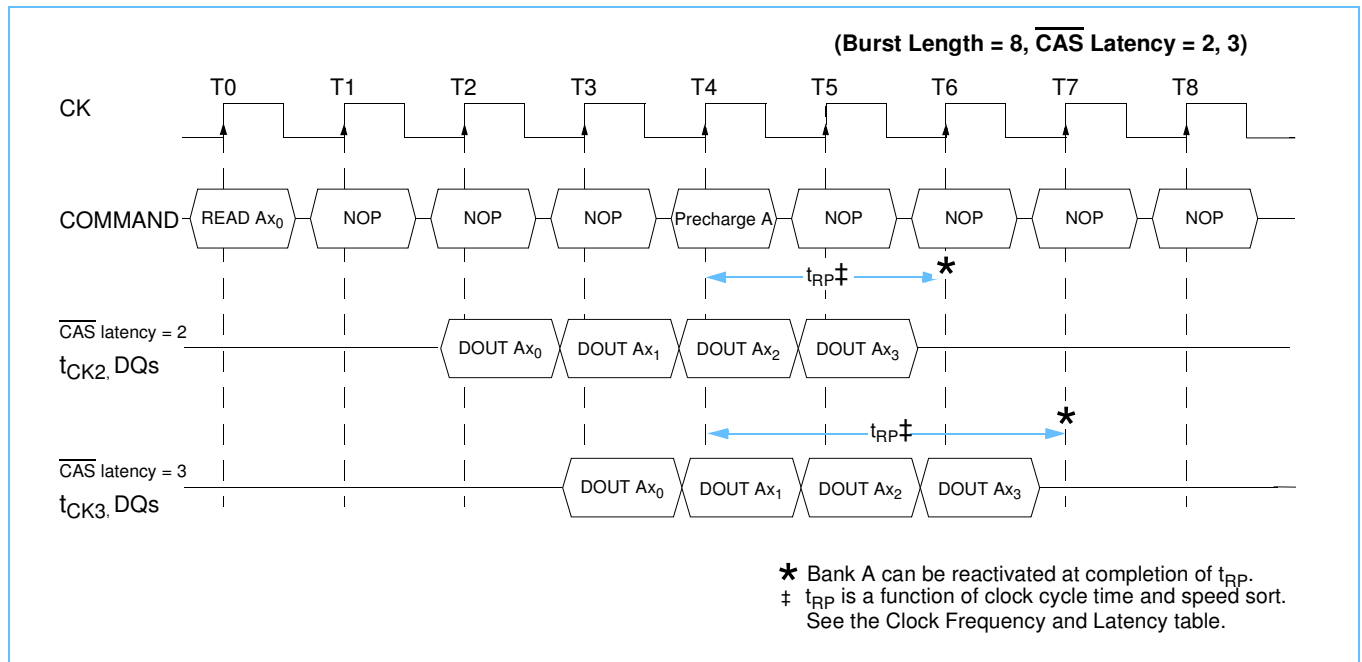 (Burst Length = 8, CAS Latency = 2, 3)
T0 T1 T2 T3 T4 T5 T6 T7 T8
CK
COMMAND READ Ax0 NOP NOP NOP Precharge A NOP NOP NOP NOP
tRP‡ *
CAS latency = 2
tCK2, DQs
DOUT Ax0 DOUT Ax1 DOUT Ax2 DOUT Ax3
tRP‡ *
CAS latency = 3
tCK3, DQs
DOUT Ax0 DOUT Ax1 DOUT Ax2 DOUT Ax3
* Bank A can be reactivated at completion of tRP.
‡ tRP is a function of clock cycle time and speed sort.
See the Clock Frequency and Latency table.